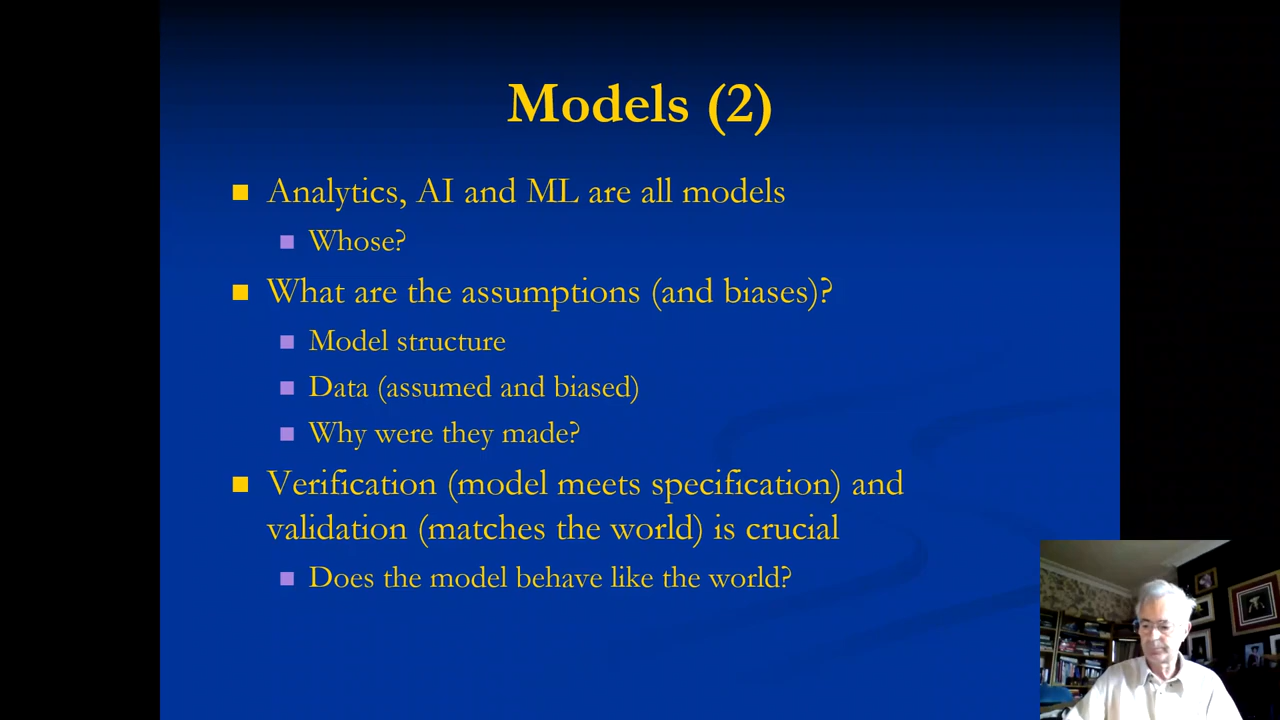 Models (2)
Analytics, AI and ML are all models
Whose?
What are the assumptions (and biases)?
Model structure
Data (assumed and biased)
Why were they made?
Verification (model meets specification) and
validation (matches the world) is crucial
Does the model behave like the world?